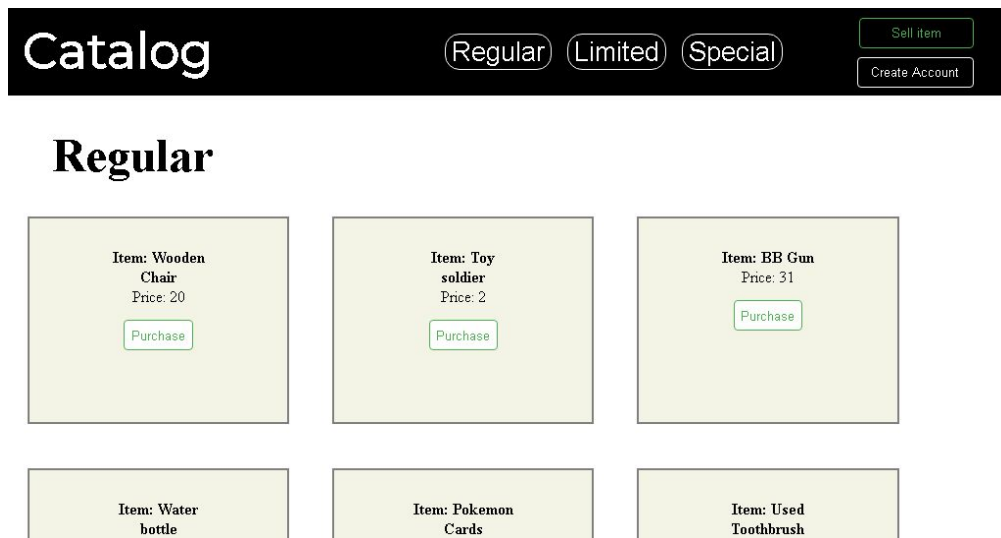 Catalog
Regular Limited Special
Sell item
Create Account
Regular
Item: Wooden
Chair
Price: 20
Purchase
Item: Toy
soldier
Price: 2
Purchase
Item: BB Gun
Price: 31
Purchase
Item: Water
bottle
Item: Pokemon
Cards
Item: Used
Toothbrush